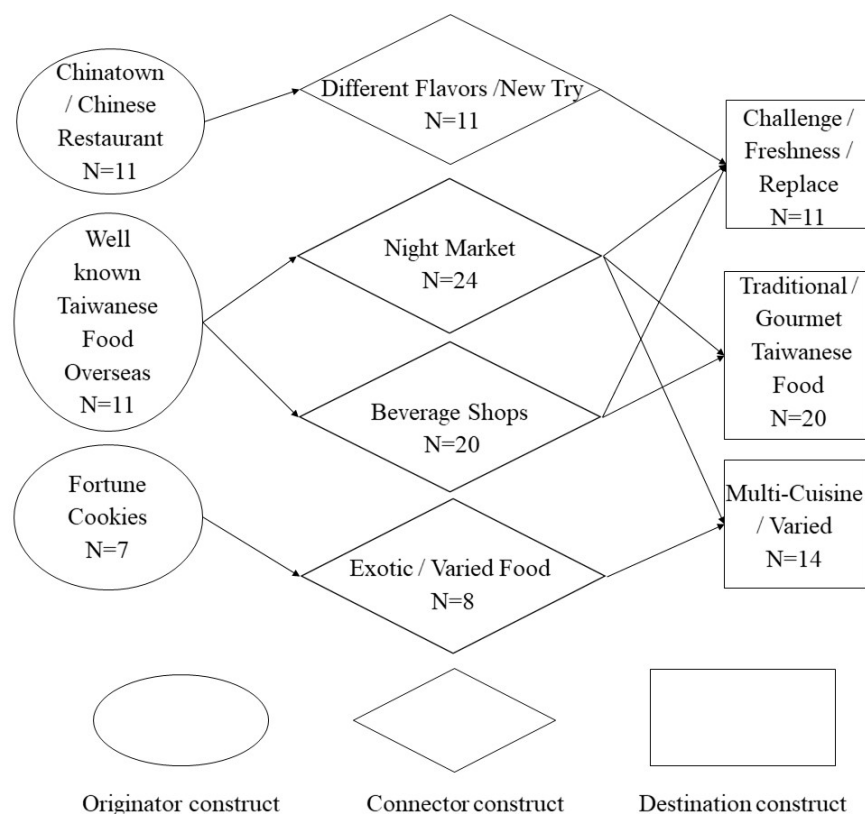 Chinatown
/ Chinese
Restaurant
N=11
Different Flavors /New Try
N=11
Challenge /
Freshness /
Replace
N=11
Well
known
Taiwanese
Food
Overseas
N=11
Night Market
N=24
Beverage Shops
N=20
Traditional /
Gourmet
Taiwanese
Food
N=20
Fortune
Cookies
N=7
Exotic / Varied Food
N=8
Multi-Cuisine
/ Varied
N=14
Originator construct
Connector construct
Destination construct